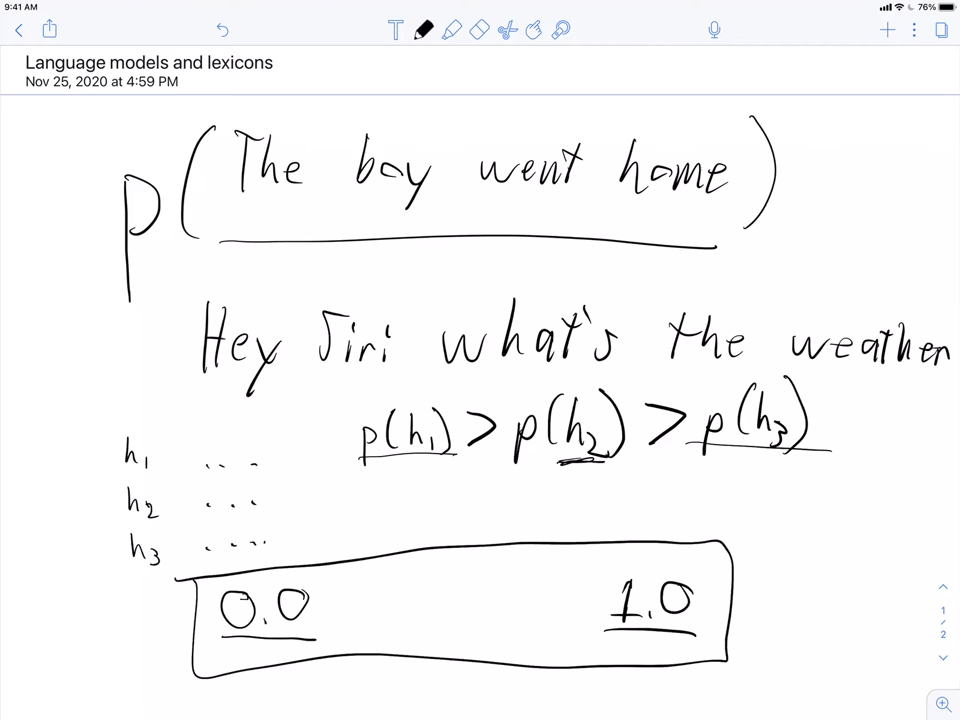 9:41 AM
76%
T
Language models and lexicons
Nov 25, 2020 at 4:59 PM
p(The boy went home)
Hey Siri what's the weather
p(h₁) > p(h₂) > p(h₃)
h₁ ...
h₂ ...
h₃ ....
0.0 1.0
1
/
2